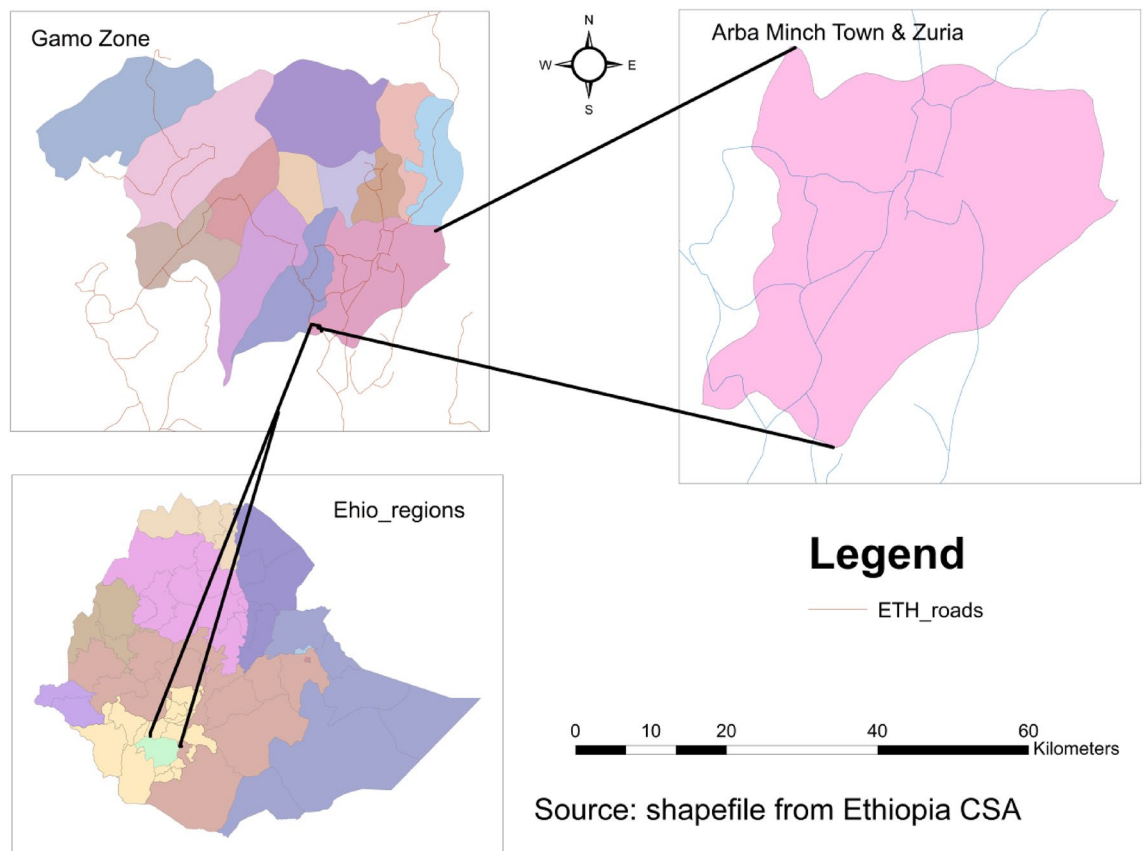 Gamo Zone
N
W E
S
Arba Minch Town & Zuria
Ehio_regions
Legend
ETH_roads
0 10 20 40 60
Kilometers
Source: shapefile from Ethiopia CSA